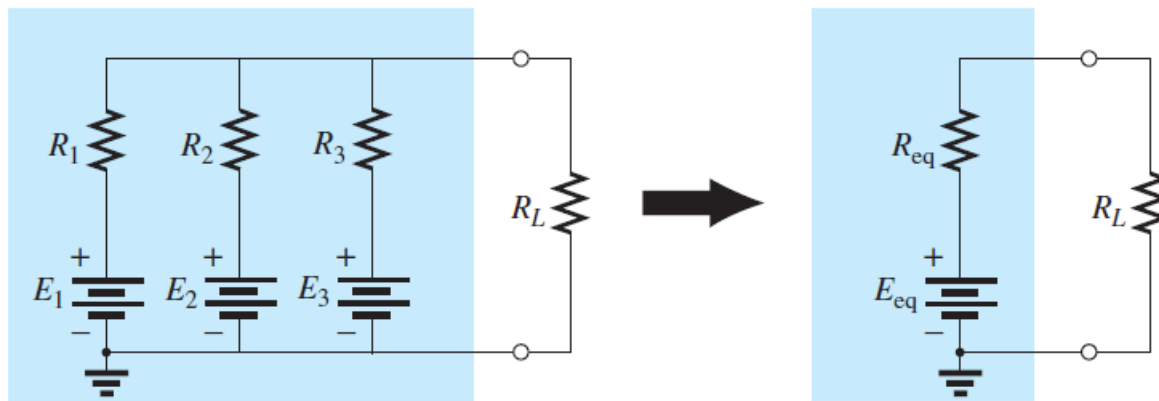 R1 R2 R3 RL Req RL
+ + + +
E1 E2 E3 Eeq
− − − −